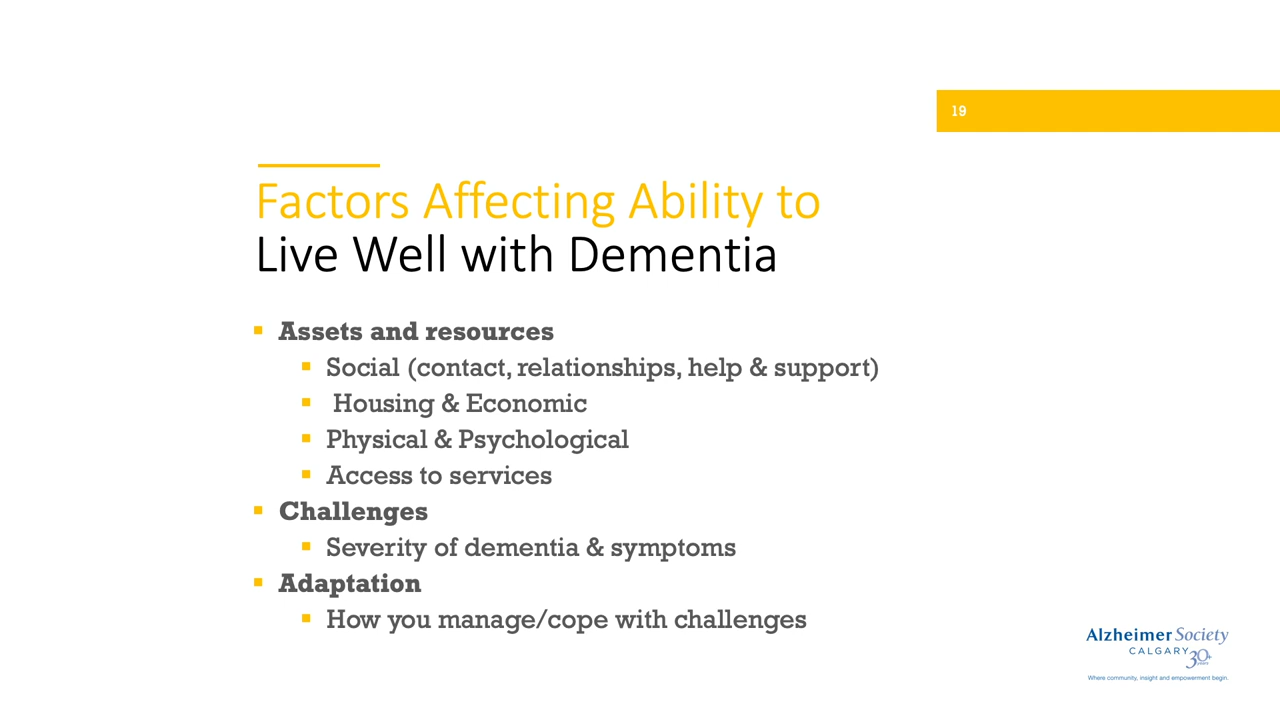 19
Factors Affecting Ability to
Live Well with Dementia
Assets and resources
Social (contact, relationships, help & support)
Housing & Economic
Physical & Psychological
Access to services
Challenges
Severity of dementia & symptoms
Adaptation
How you manage/cope with challenges
Alzheimer Society
CALGARY 30+
years
Where community, insight and empowerment begin.